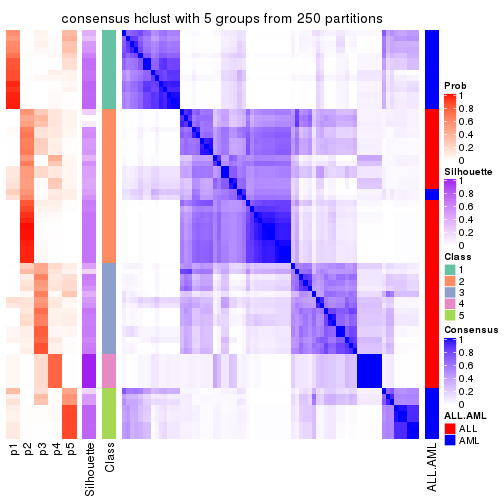 consensus hclust with 5 groups from 250 partitions
Prob
1
0.8
0.6
0.4
0.2
0
Silhouette
1
0.8
0.6
0.4
0.2
0
Class
1
2
3
4
5
Consensus
1
0.8
0.6
0.4
0.2
0
ALL.AML
ALL
AML
p1
p2
p3
p4
p5
Silhouette
Class
ALL.AML